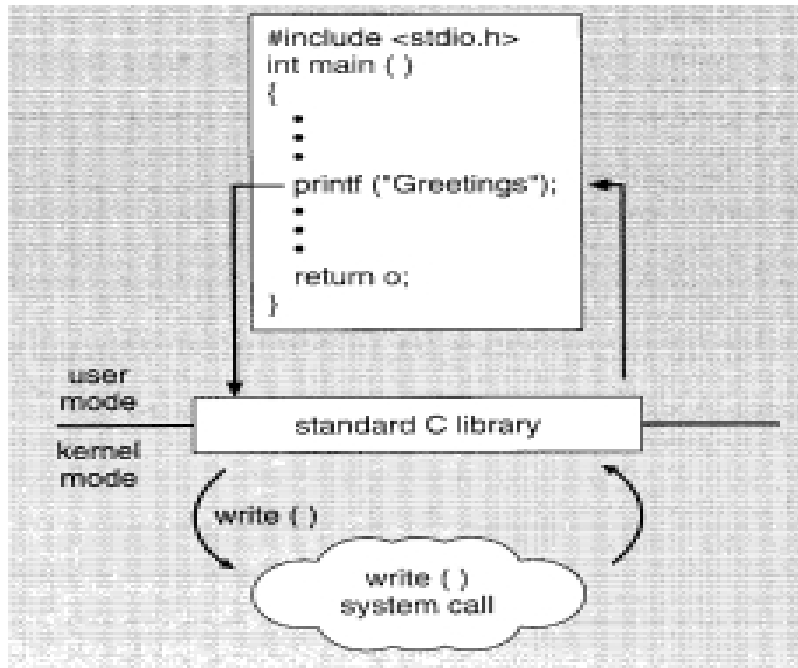 #include <stdio.h>
int main ( )
{
•
•
•
printf ("Greetings");
•
•
•
return o;
}
user
mode
standard C library
kernel
mode
write ( )
write ( )
system call